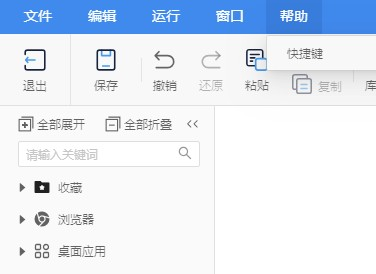 文件 编辑 运行 窗口 帮助
快捷键
退出 保存 撤销 还原 粘贴 复制 库
全部展开 全部折叠 <<
请输入关键词
收藏
浏览器
桌面应用